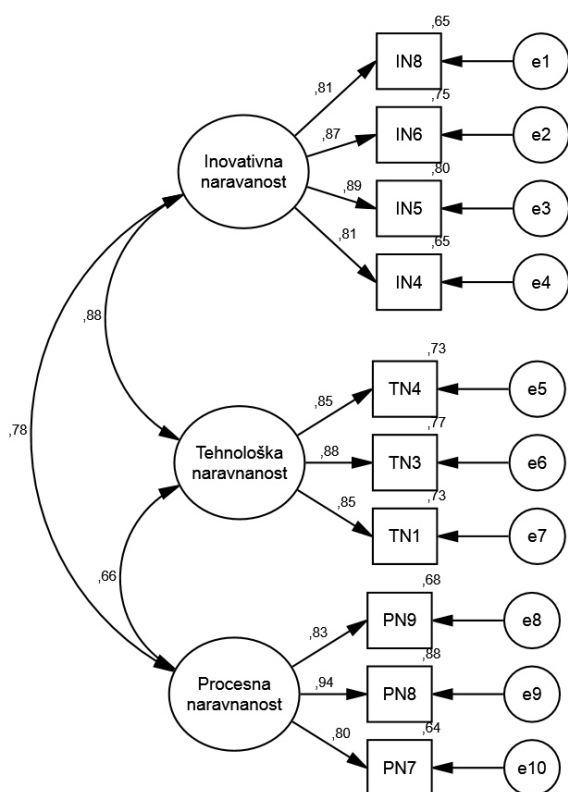 ,65
IN8
e1
,81
,75
IN6
e2
,87
Inovativna
naravanost
,80
IN5
e3
,89
,65
IN4
e4
,81
,88
,73
TN4
e5
,85
,78
,77
TN3
e6
,88
Tehnološka
naravnanost
,73
TN1
e7
,85
,66
,68
PN9
e8
,83
,88
PN8
e9
,94
Procesna
naravnanost
,64
PN7
e10
,80